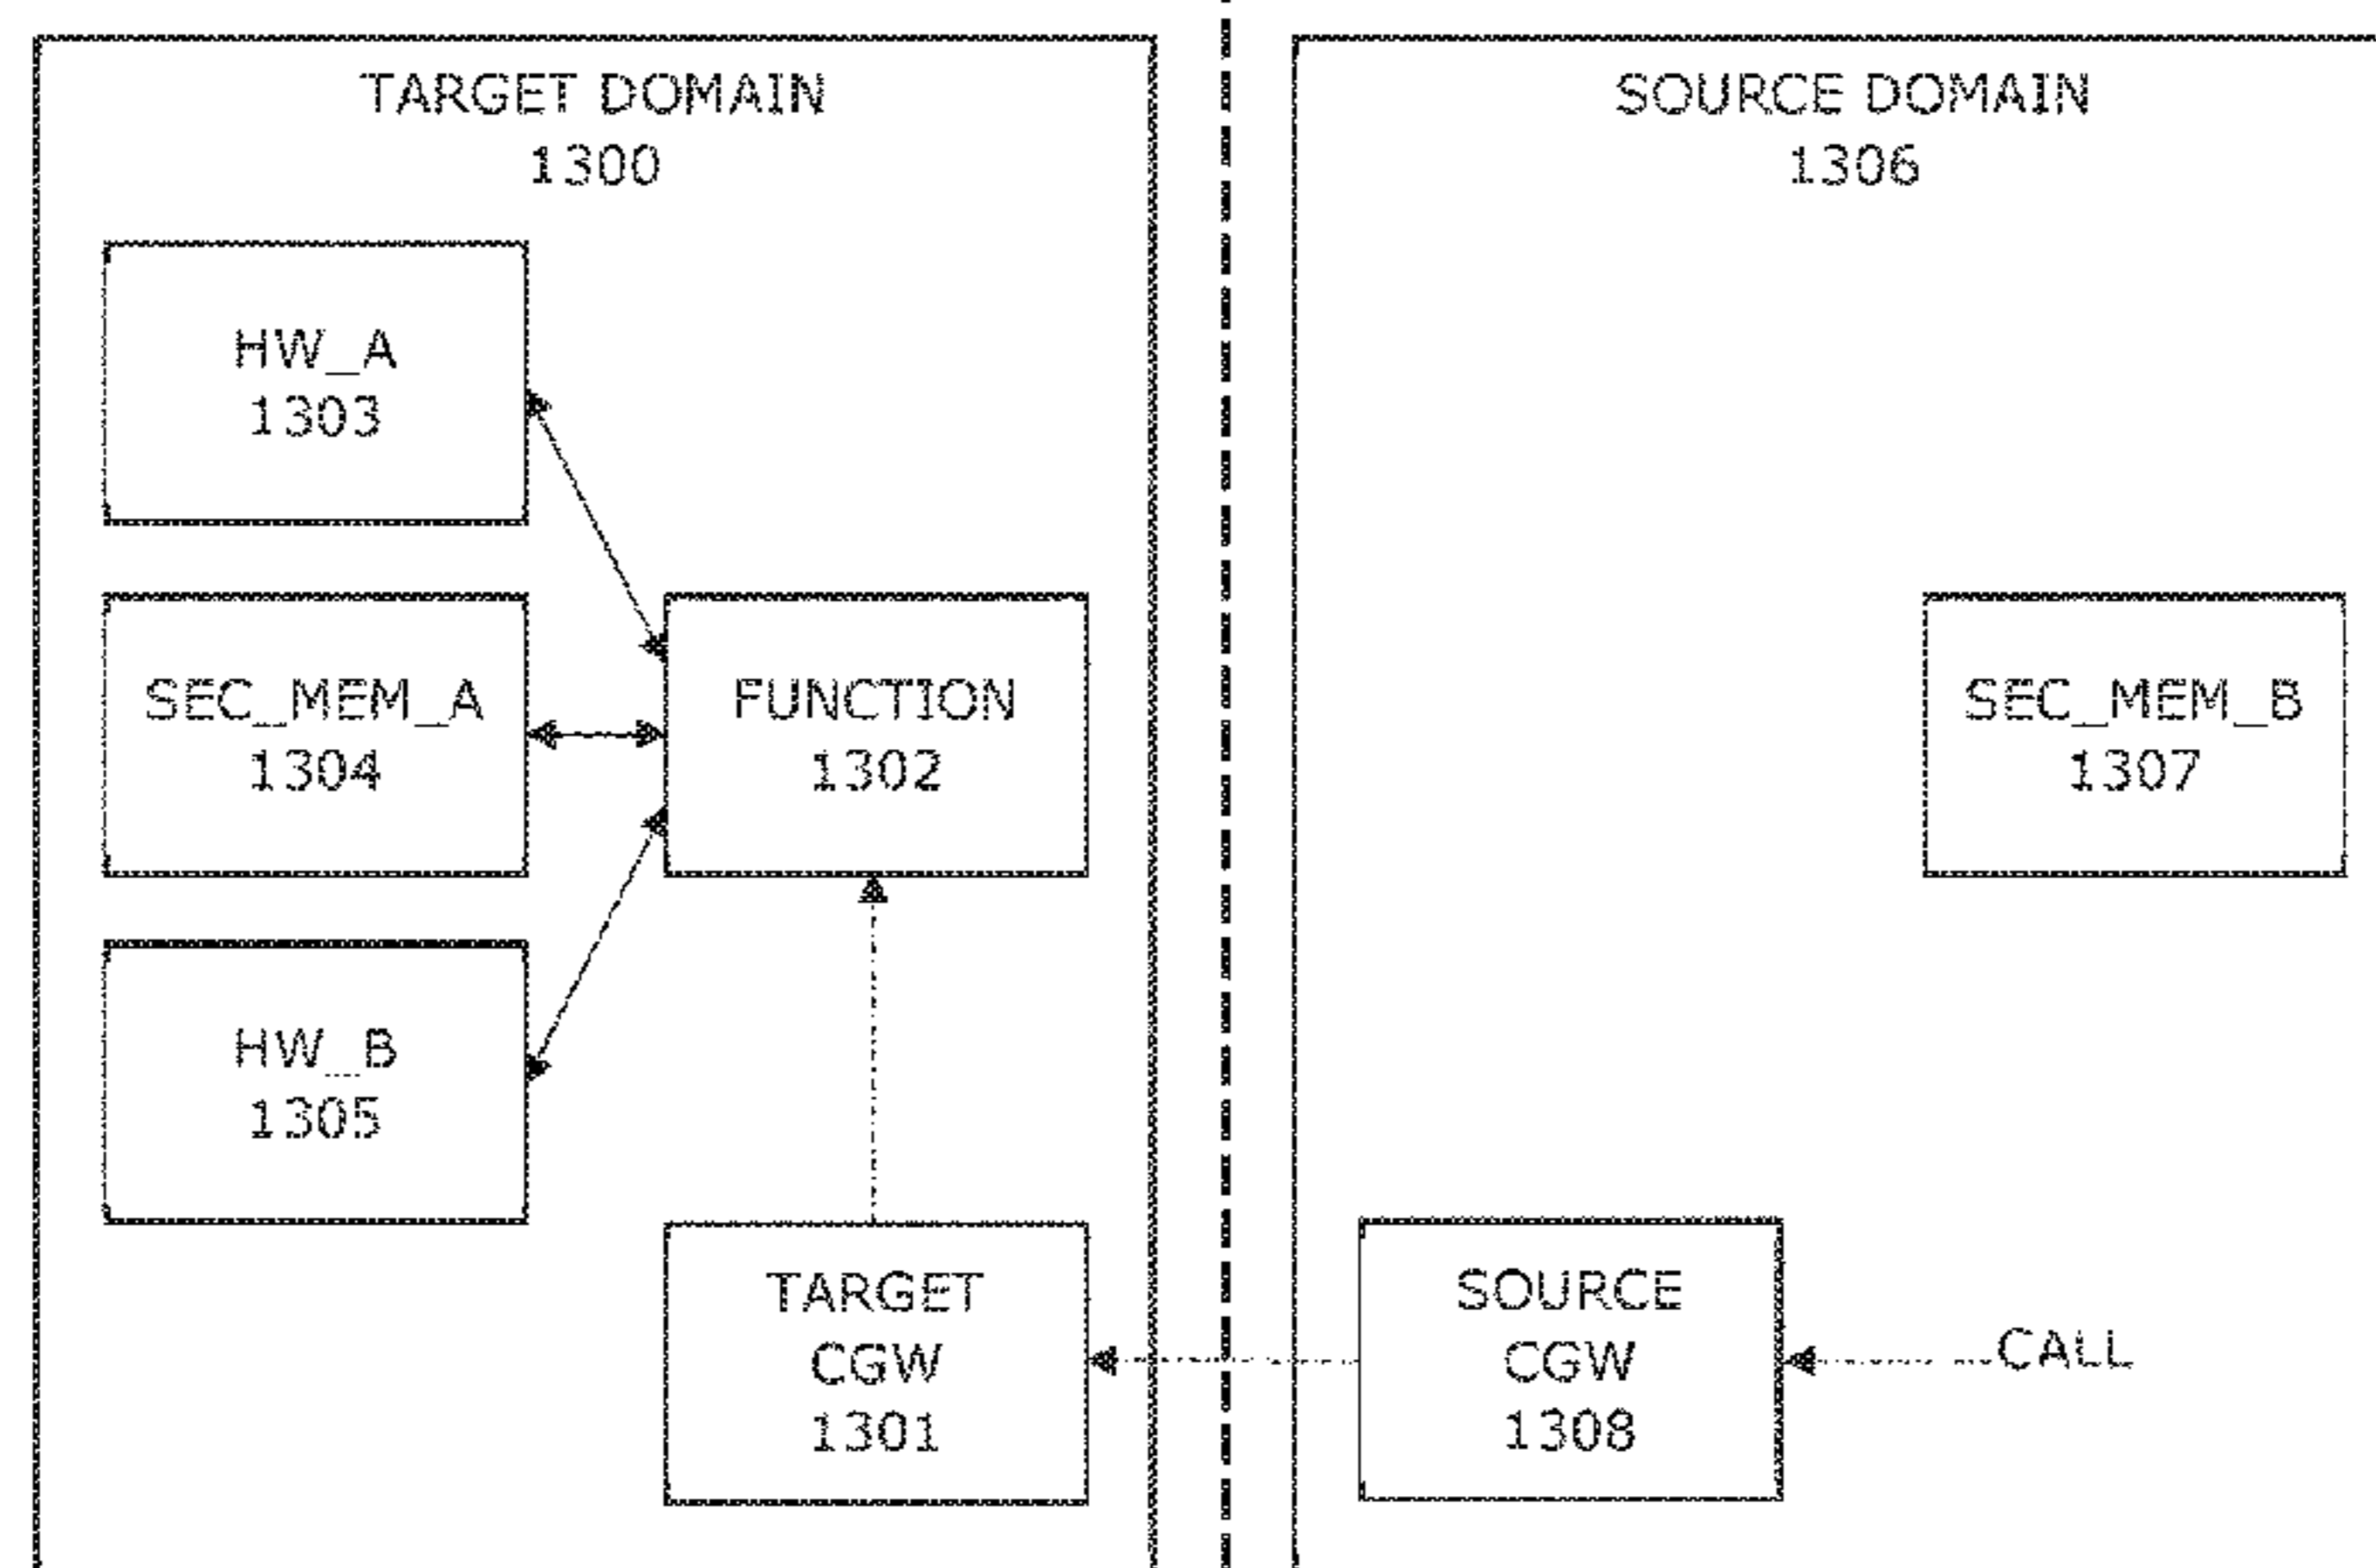 TARGET DOMAIN
1300
HW_A
1303
SEC_MEM_A
1304
FUNCTION
1302
HW_B
1305
TARGET
CGW
1301
SOURCE DOMAIN
1306
SEC_MEM_B
1307
SOURCE
CGW
1308
CALL